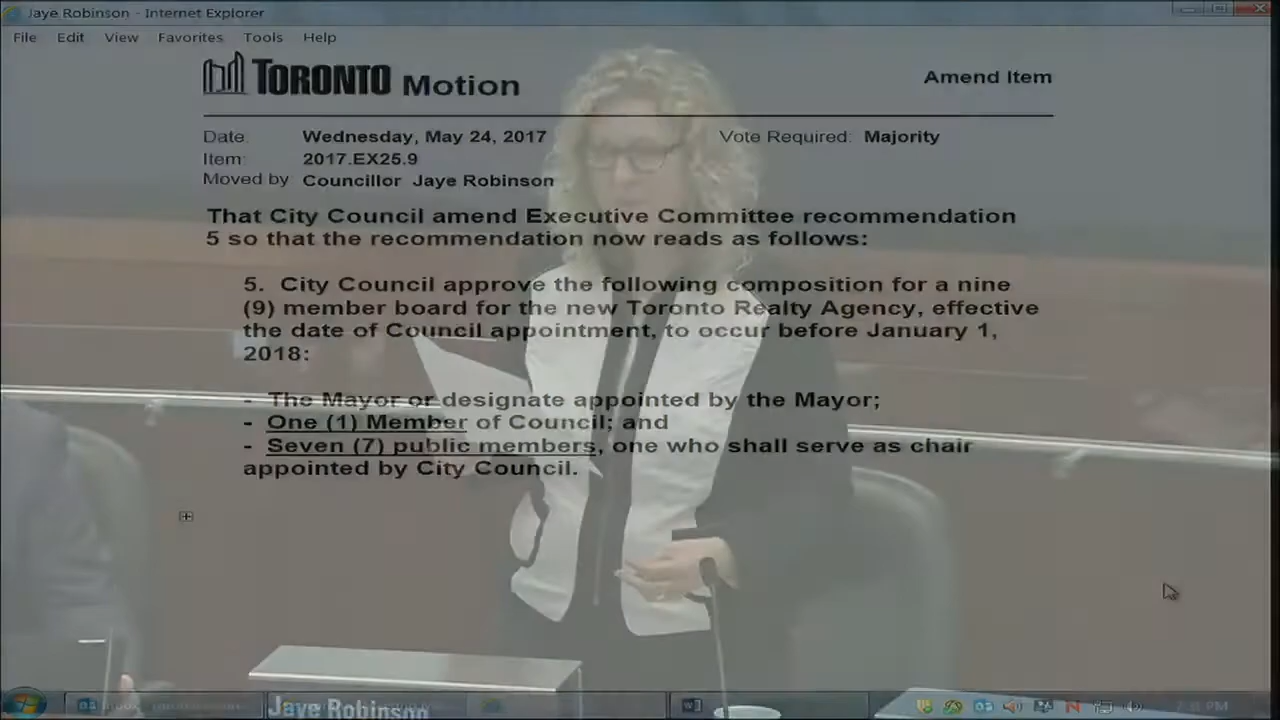 Jaye Robinson - Internet Explorer
File Edit View Favorites Tools Help
TORONTO Motion
Amend Item
Date: Wednesday, May 24, 2017 Vote Required: Majority
Item: 2017.EX25.9
Moved by Councillor Jaye Robinson
That City Council amend Executive Committee recommendation
5 so that the recommendation now reads as follows:
5. City Council approve the following composition for a nine
(9) member board for the new Toronto Realty Agency, effective
the date of Council appointment, to occur before January 1,
2018:
- The Mayor or designate appointed by the Mayor;
- One (1) Member of Council; and
- Seven (7) public members, one who shall serve as chair
appointed by City Council.
Jaye Robinson